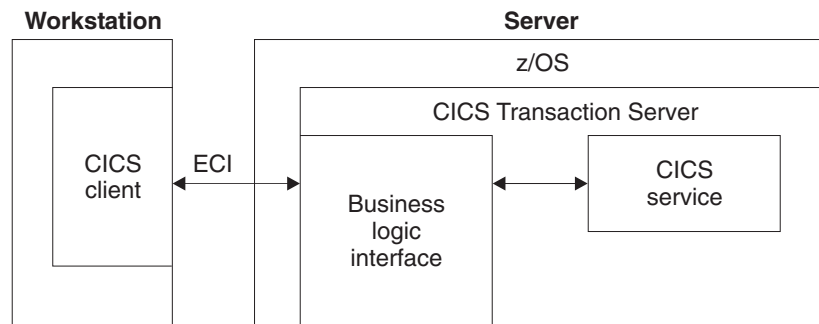 Workstation
Server
z/OS
CICS Transaction Server
CICS
client
ECI
Business
logic
interface
CICS
service